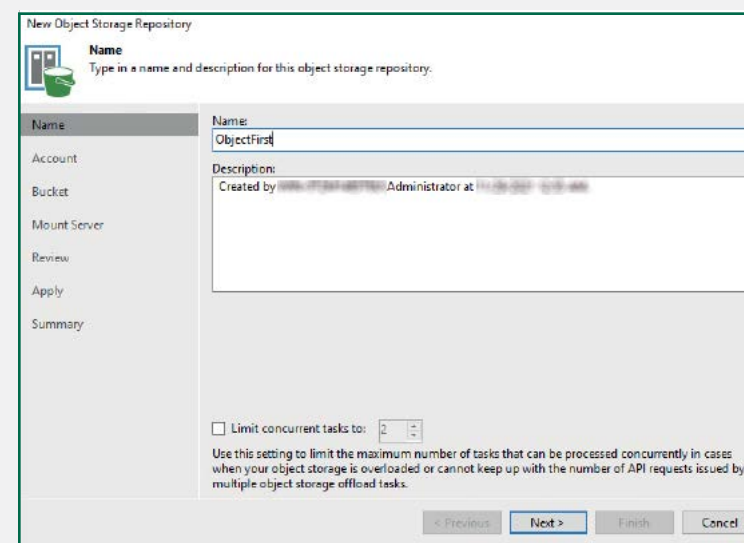 New Object Storage Repository
Name
Type in a name and description for this object storage repository.
Name
Account
Bucket
Mount Server
Review
Apply
Summary
Name:
ObjectFirst
Description:
Created by Administrator at
Limit concurrent tasks to: 2
Use this setting to limit the maximum number of tasks that can be processed concurrently in cases
when your object storage is overloaded or cannot keep up with the number of API requests issued by
multiple object storage offload tasks.
< Previous Next > Finish Cancel